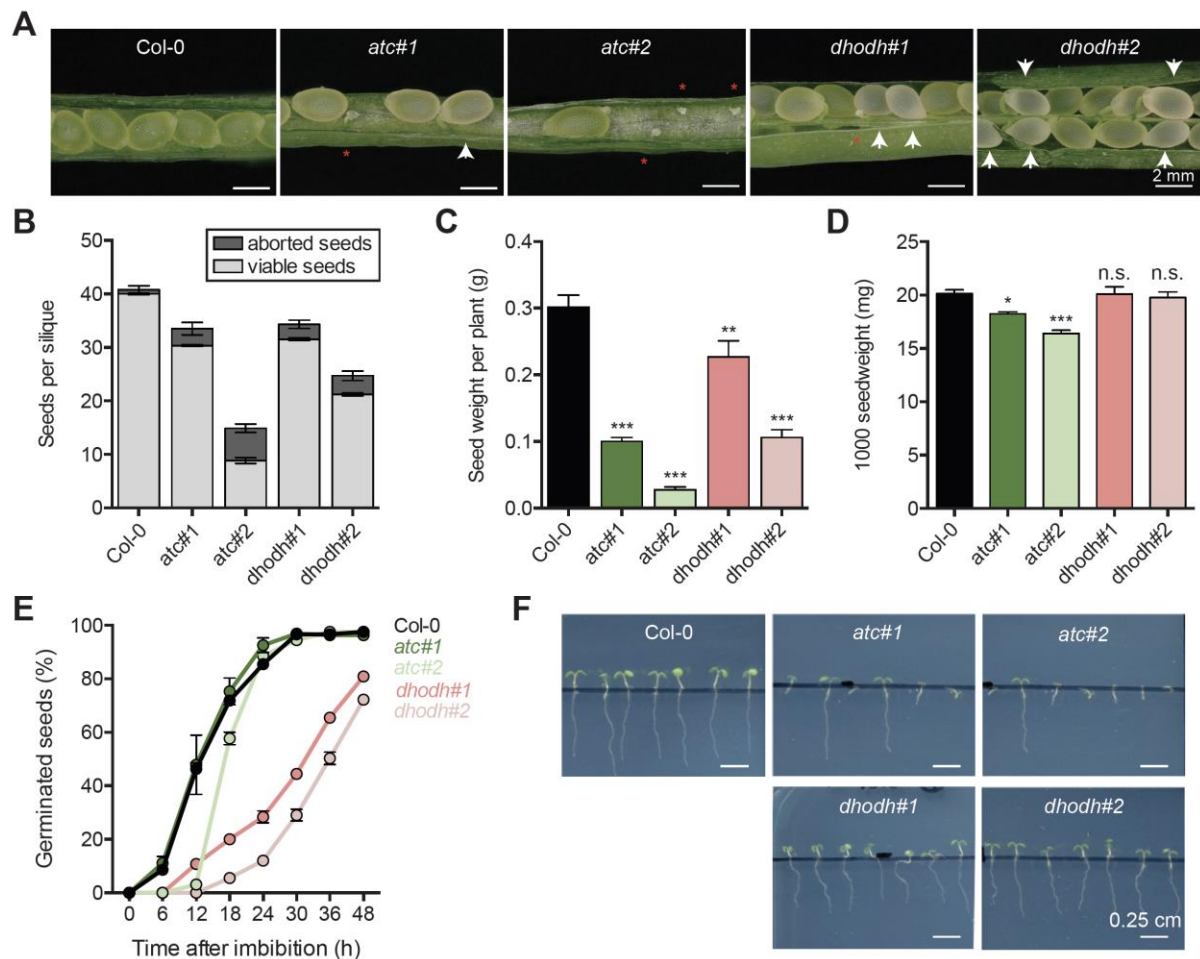 A
Col-0
atc#1
atc#2
dhodh#1
dhodh#2
*
*
*
*
*
2 mm
B
Seeds per silique
50
40
30
20
10
0
aborted seeds
viable seeds
Col-0
atc#1
atc#2
dhodh#1
dhodh#2
C
Seed weight per plant (g)
0.4
0.3
0.2
0.1
0.0
***
***
**
***
Col-0
atc#1
atc#2
dhodh#1
dhodh#2
D
1000 seedweight (mg)
25
20
15
10
5
0
*
***
n.s.
n.s.
Col-0
atc#1
atc#2
dhodh#1
dhodh#2
E
Germinated seeds (%)
100
80
60
40
20
0
0 6 12 18 24 30 36 48
Time after imbibition (h)
Col-0
atc#1
atc#2
dhodh#1
dhodh#2
F
Col-0
atc#1
atc#2
dhodh#1
dhodh#2
0.25 cm